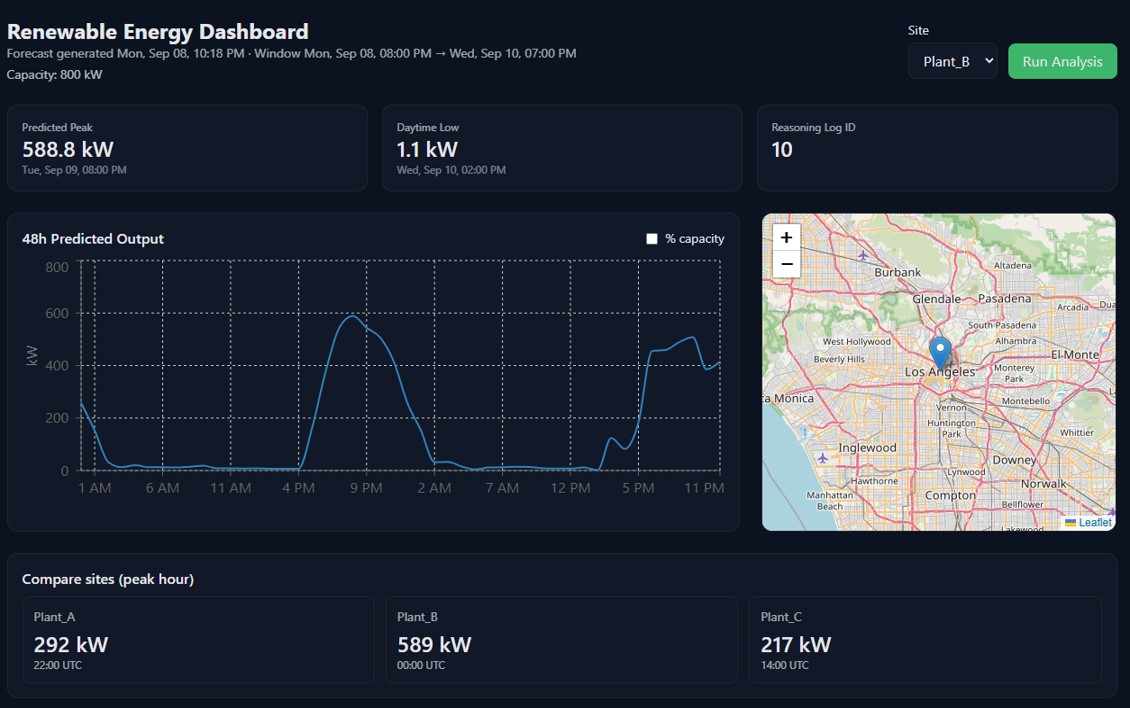 Renewable Energy Dashboard
Forecast generated Mon, Sep 08, 10:18 PM · Window Mon, Sep 08, 08:00 PM → Wed, Sep 10, 07:00 PM
Capacity: 800 kW
Site
Plant_B
Run Analysis
Predicted Peak
588.8 kW
Tue, Sep 09, 08:00 PM
Daytime Low
1.1 kW
Wed, Sep 10, 02:00 PM
Reasoning Log ID
10
48h Predicted Output
% capacity
800
600
400
200
0
kW
1 AM 6 AM 11 AM 4 PM 9 PM 2 AM 7 AM 12 PM 5 PM 11 PM
+
−
Burbank
Altadena
Glendale
Pasadena
Arcadia
Dua
South Pasadena
West Hollywood
Alhambra
Beverly Hills
El Monte
Los Angeles
Monterey
Park
ta Monica
Montebello
Vernon
Huntington
Park
Whittier
Inglewood
Downey
Lynwood
Hawthorne
Norwalk
Manhattan
Beach
Compton
Bellflower
Lakewood
Leaflet
Compare sites (peak hour)
Plant_A
292 kW
22:00 UTC
Plant_B
589 kW
00:00 UTC
Plant_C
217 kW
14:00 UTC